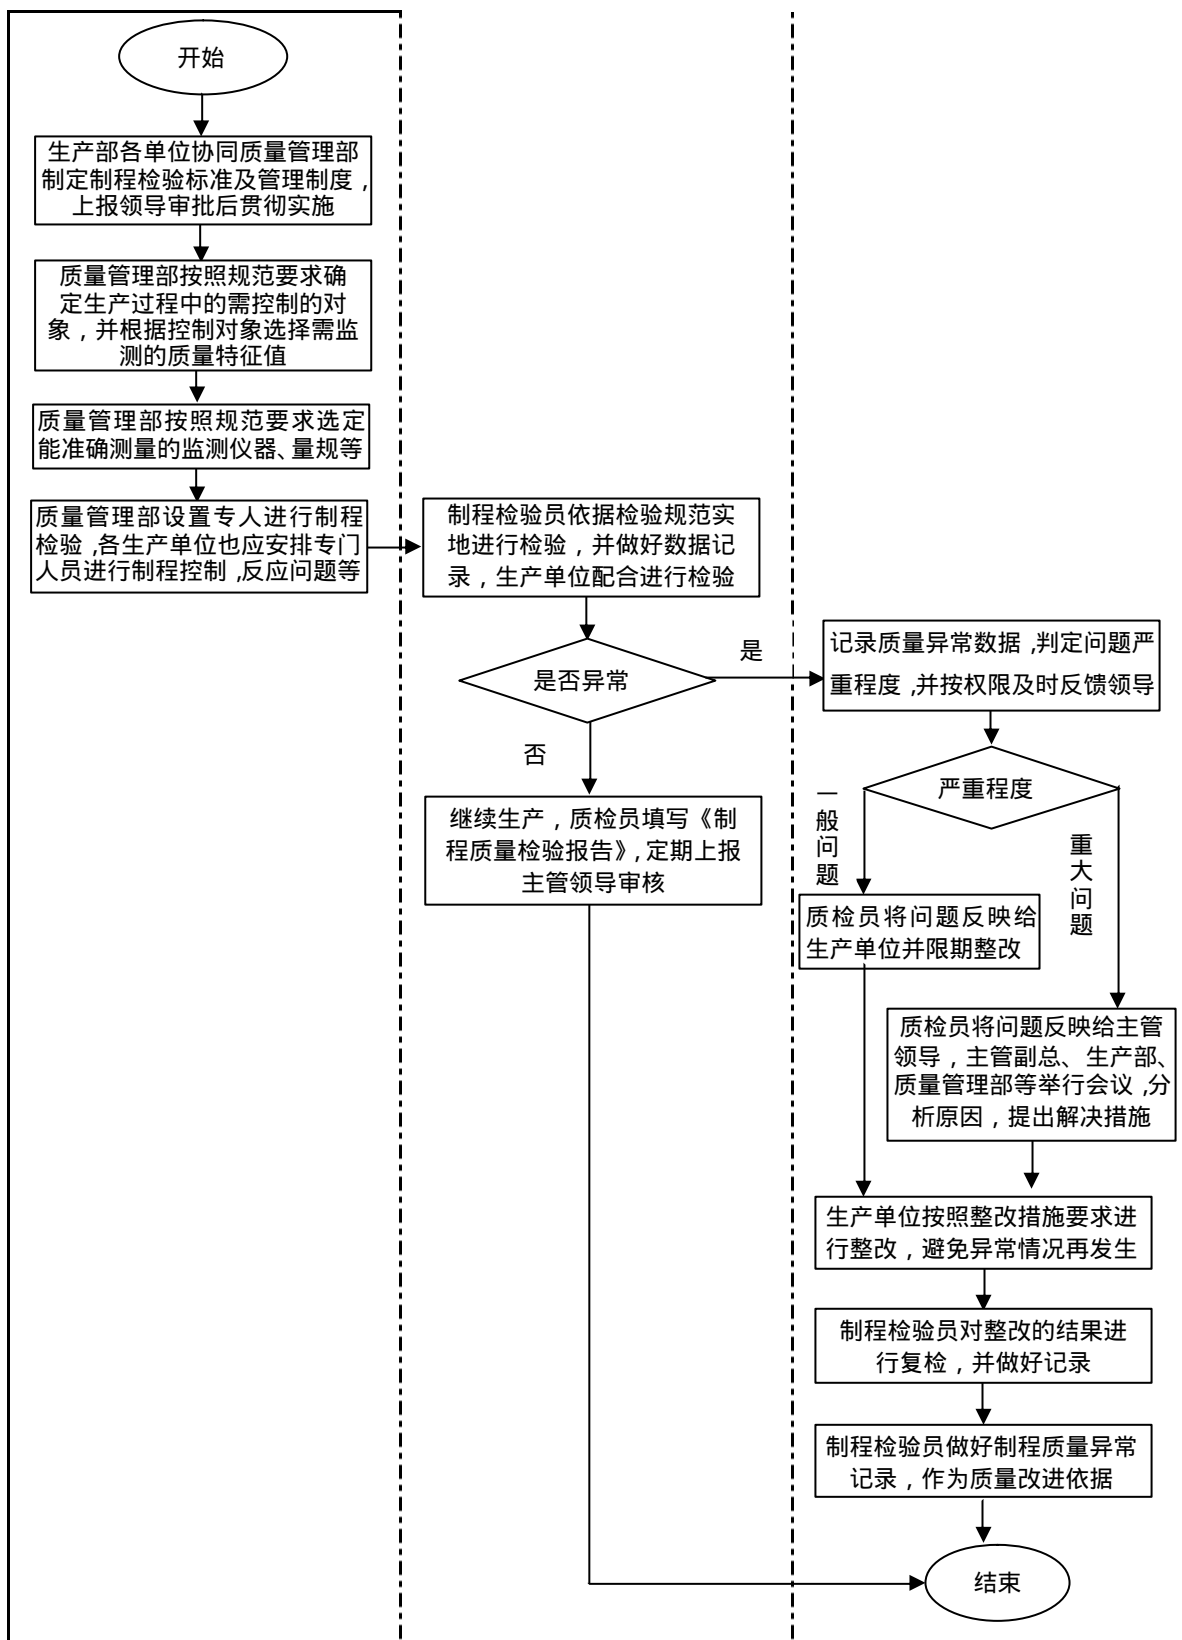 开始
生产部各单位协同质量管理部
制定制程检验标准及管理制度，
上报领导审批后贯彻实施
质量管理部按照规范要求确
定生产过程中的需控制的对
象，并根据控制对象选择需监
测的质量特征值
质量管理部按照规范要求选定
能准确测量的监测仪器、量规等
质量管理部设置专人进行制程
检验，各生产单位也应安排专门
人员进行制程控制，反应问题等
制程检验员依据检验规范实
地进行检验，并做好数据记
录，生产单位配合进行检验
是否异常
是
否
继续生产，质检员填写《制
程质量检验报告》，定期上报
主管领导审核
记录质量异常数据，判定问题严
重程度，并按权限及时反馈领导
严重程度
一般问题
重大问题
质检员将问题反映给
生产单位并限期整改
质检员将问题反映给主管
领导，主管副总、生产部、
质量管理部等举行会议，分
析原因，提出解决措施
生产单位按照整改措施要求进
行整改，避免异常情况再发生
制程检验员对整改的结果进
行复检，并做好记录
制程检验员做好制程质量异常
记录，作为质量改进依据
结束